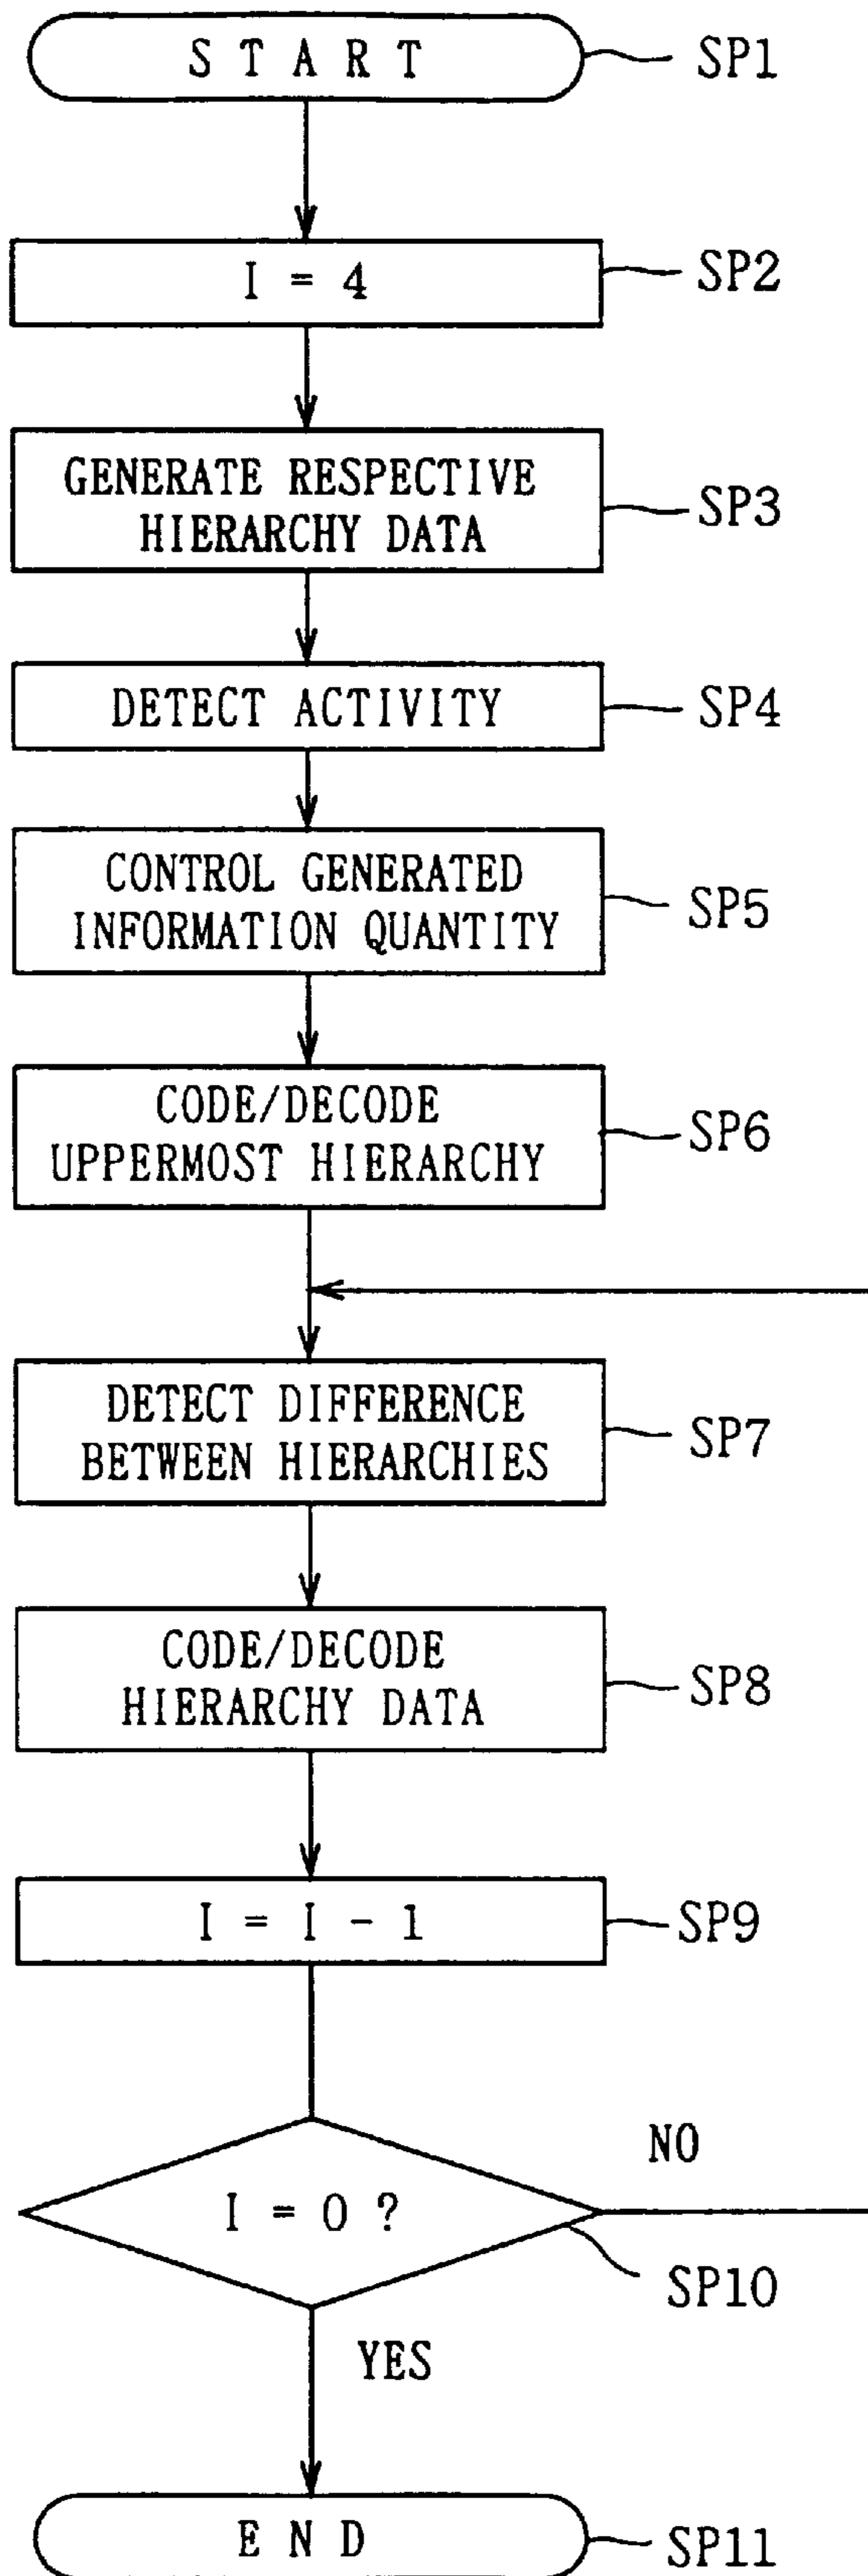 START SP1
I = 4 SP2
GENERATE RESPECTIVE
HIERARCHY DATA SP3
DETECT ACTIVITY SP4
CONTROL GENERATED
INFORMATION QUANTITY SP5
CODE/DECODE
UPPERMOST HIERARCHY SP6
DETECT DIFFERENCE
BETWEEN HIERARCHIES SP7
CODE/DECODE
HIERARCHY DATA SP8
I = I - 1 SP9
NO
I = 0 ?
SP10
YES
END SP11